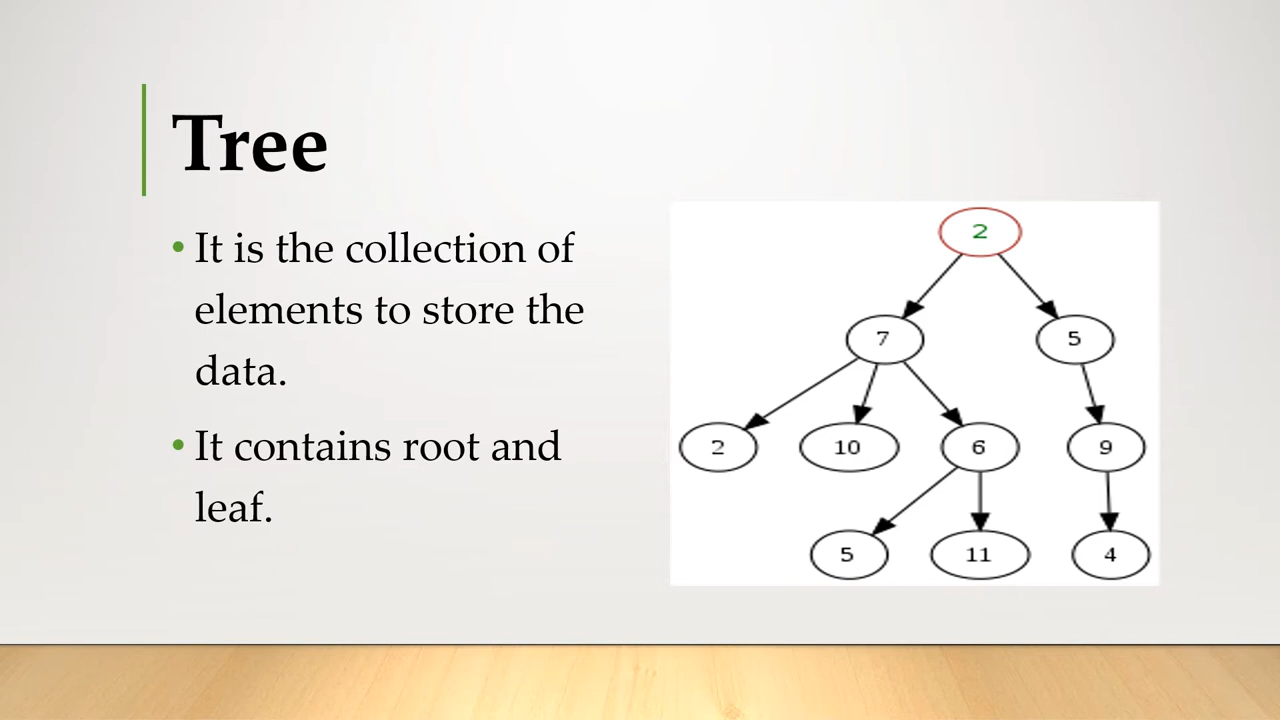 Tree
• It is the collection of
elements to store the
data.
• It contains root and
leaf.
2
7 5
2 10 6 9
5 11 4